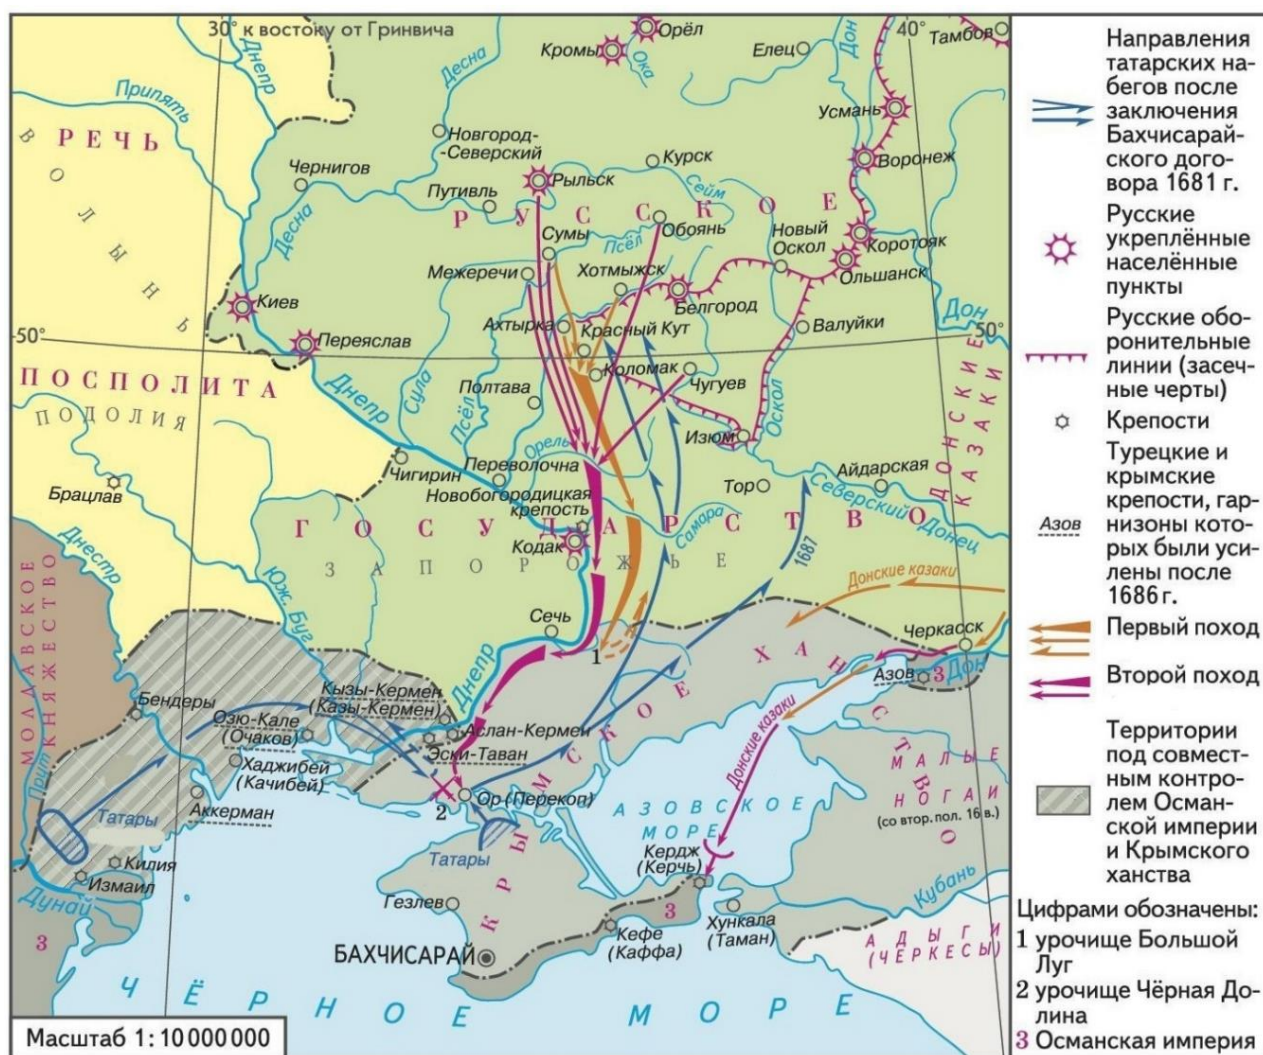 30° к востоку от Гринвича
40°
Тамбов
Орёл
Кромы
Елец
Дон
Ока
Днепр
Десна
Припять
Усмань
РЕЧЬ
ВОЛЫНЬ
Новгород-
-Северский
Курск
Воронеж
Чернигов
Рыльск
Сейм
Путивль
РУССКОЕ
Десна
Обоянь
Новый
Оскол
Коротояк
Сумы
Псёл
Межеречи
Хотмыжск
Ольшанск
Киев
Белгород
Дон
50°
50°
Ахтырка
Красный Кут
Валуйки
Переяслав
ПОСПОЛИТА
ПОДОЛИЯ
Днепр
Сула
Псёл
Полтава
Коломак
Чугуев
Оскол
ДОНСКИЕ
КАЗАКИ
Изюм
Орель
Чигирин
Переволочна
Новобогородицкая
крепость
Тор
Айдарская
Северский Донец
Брацлав
ГОСУДАРСТВО
Самара
Кодак
ЗАПОРОЖЬЕ
1687
Донские казаки
Днестр
Юж. Буг
МОЛДАВСКОЕ
КНЯЖЕСТВО
Прут
Сечь
1
Черкасск
Днепр
Азов
3
Дон
Бендеры
Кызы-Кермен
(Казы-Кермен)
Озю-Кале
(Очаков)
Аслан-Кермен
Эски-Таван
Хаджибей
(Качибей)
Аккерман
Татары
2
Ор (Перекоп)
Татары
КРЫМСКОЕ ХАНСТВО
Донские казаки
АЗОВСКОЕ
МОРЕ
МАЛЫЕ
НОГАИ
(со втор. пол. 16 в.)
Килия
Измаил
Дунай
3
Кердж
(Керчь)
3
Гезлев
Кефе
(Каффа)
Хункала
(Таман)
Кубань
АДЫГИ
(ЧЕРКЕСЫ)
БАХЧИСАРАЙ
ЧЁРНОЕ МОРЕ
Масштаб 1:10000000
Направления
татарских на-
бегов после
заключения
Бахчисарай-
ского дого-
вора 1681 г.
Русские
укреплённые
населённые
пункты
Русские обо-
ронительные
линии (засеч-
ные черты)
Крепости
Азов
Турецкие и
крымские
крепости, гар-
низоны кото-
рых были уси-
лены после
1686 г.
Первый поход
Второй поход
Территории
под совмест-
ным контро-
лем Осман-
ской империи
и Крымского
ханства
Цифрами обозначены:
1 урочище Большой
Луг
2 урочище Чёрная До-
лина
3 Османская империя